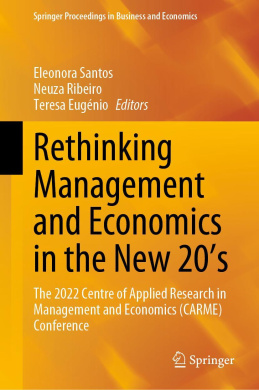 Springer Proceedings in Business and Economics
Eleonora Santos
Neuza Ribeiro
Teresa Eugénio Editors
Rethinking
Management
and Economics
in the New 20's
The 2022 Centre of Applied Research in
Management and Economics (CARME)
Conference
Springer